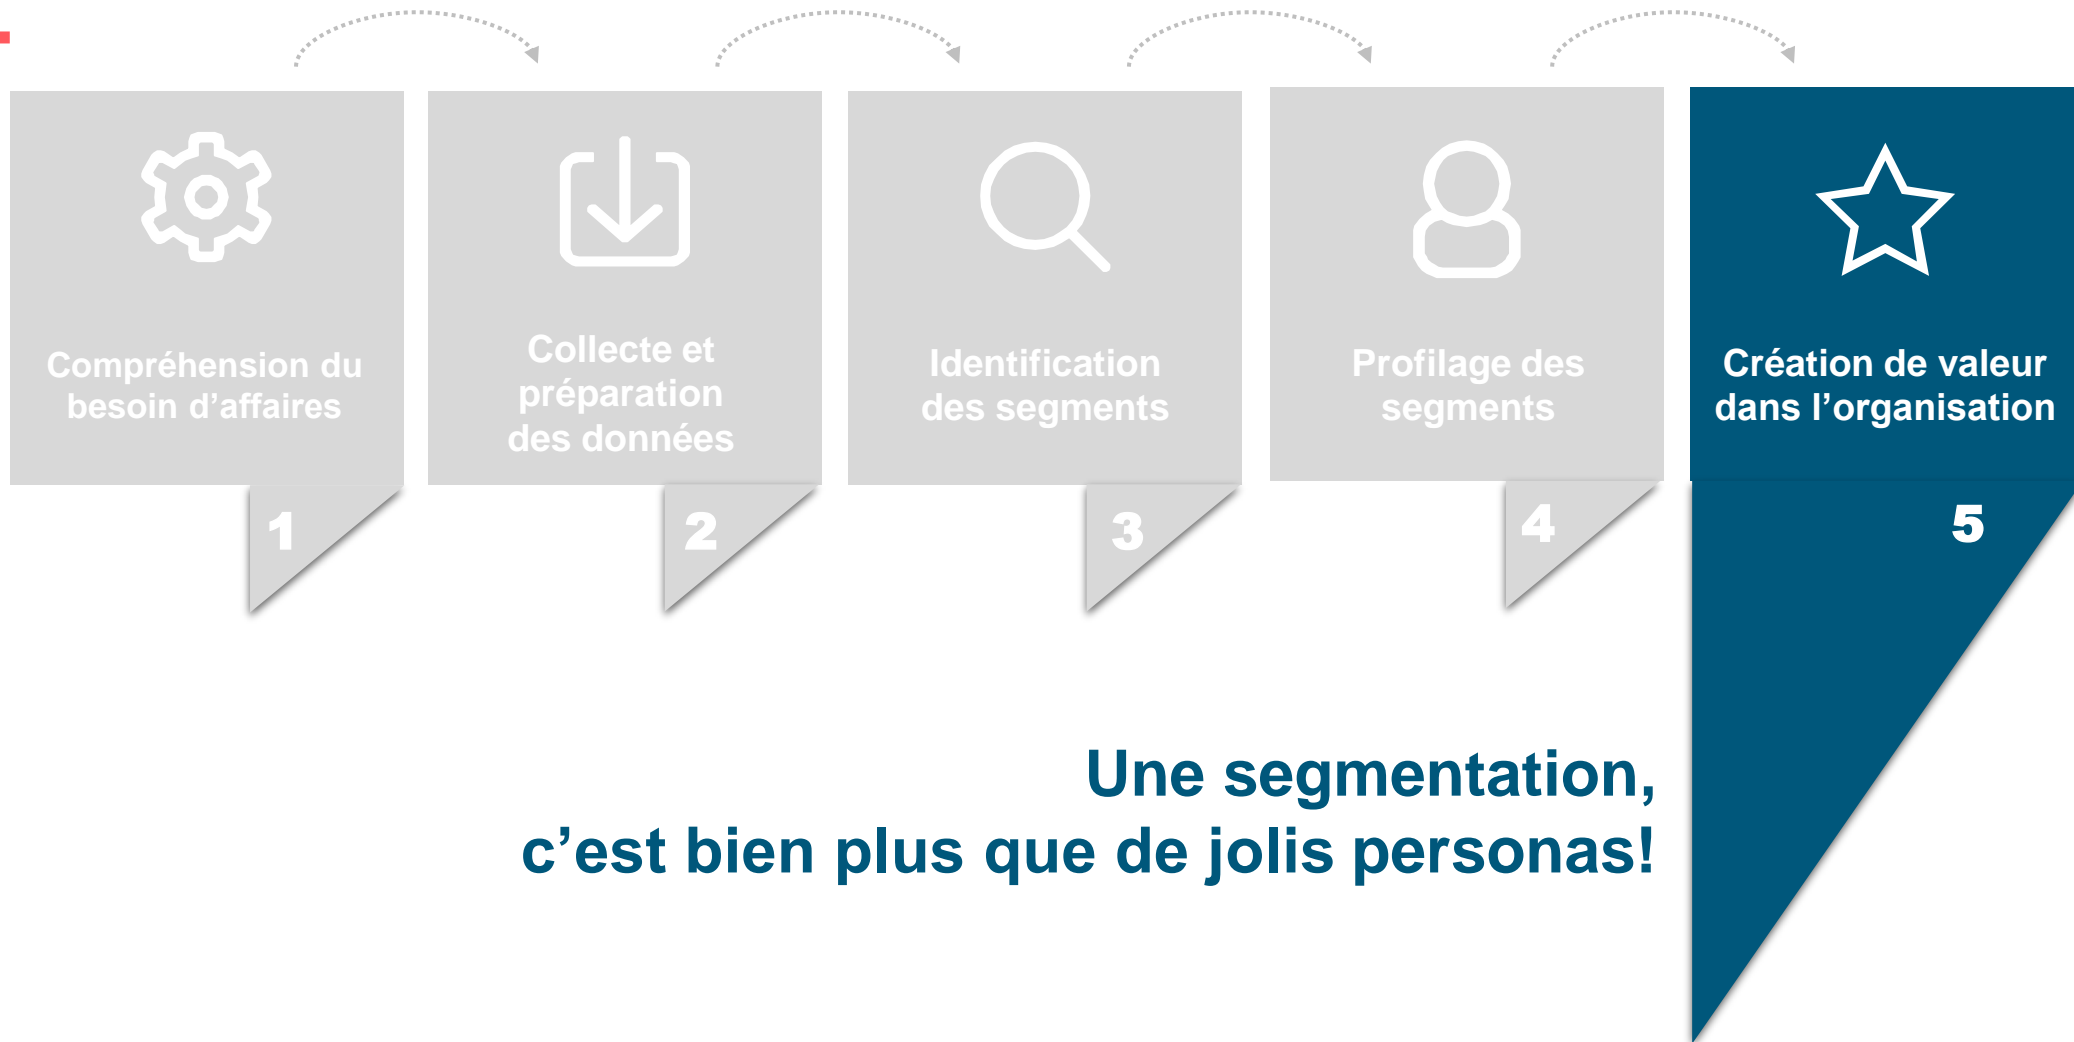 Compréhension du
besoin d’affaires
1
Collecte et
préparation
des données
2
Identification
des segments
3
Profilage des
segments
4
Création de valeur
dans l’organisation
5
Une segmentation,
c’est bien plus que de jolis personas!